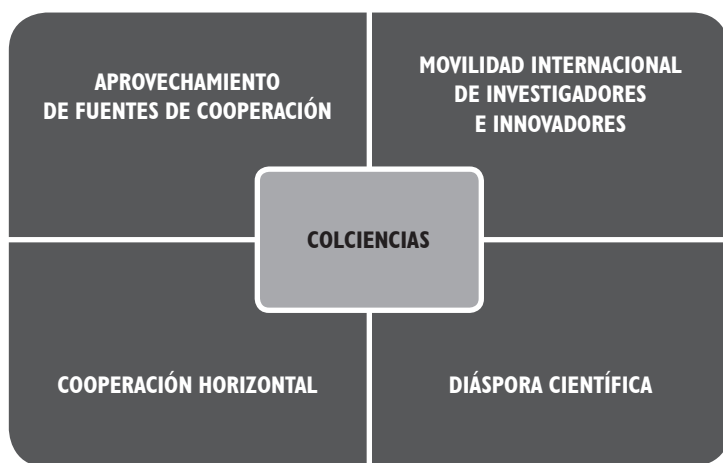 APROVECHAMIENTO
DE FUENTES DE COOPERACIÓN
MOVILIDAD INTERNACIONAL
DE INVESTIGADORES
E INNOVADORES
COLCIENCIAS
COOPERACIÓN HORIZONTAL
DIÁSPORA CIENTÍFICA